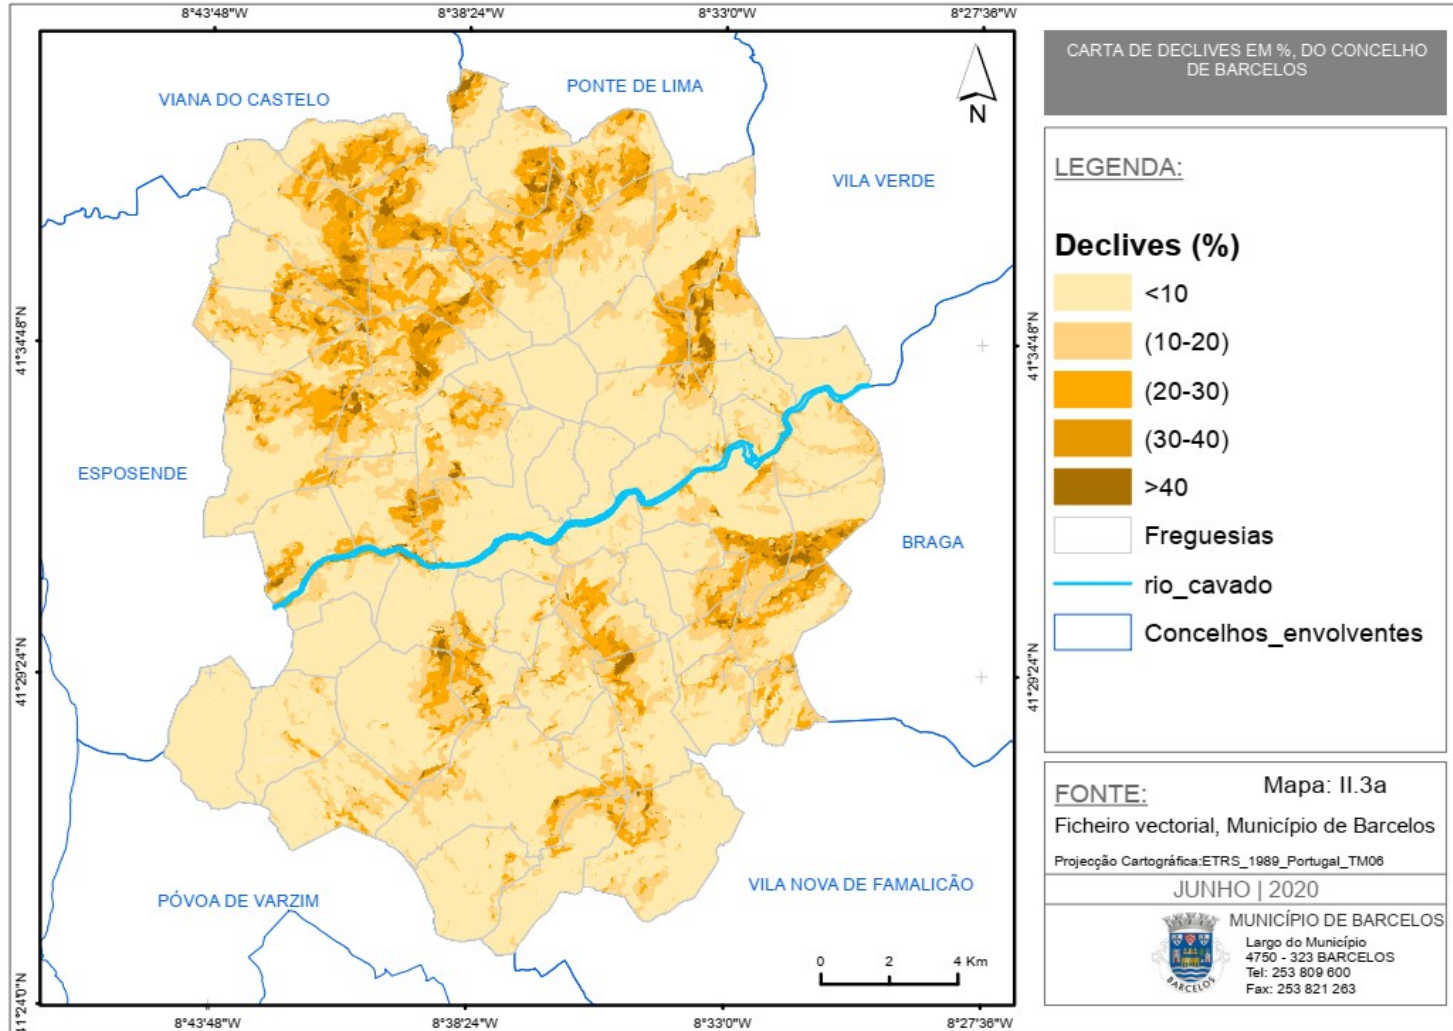 8°43'48"W
8°38'24"W
8°33'0"W
8°27'36"W
VIANA DO CASTELO
PONTE DE LIMA
N
VILA VERDE
41°34'48"N
41°34'48"N
ESPOSENDE
BRAGA
41°29'24"N
41°29'24"N
PÓVOA DE VARZIM
VILA NOVA DE FAMALICÃO
0 2 4 Km
41°24'0"N
8°43'48"W
8°38'24"W
8°33'0"W
8°27'36"W
CARTA DE DECLIVES EM %, DO CONCELHO
DE BARCELOS
LEGENDA:
Declives (%)
<10
(10-20)
(20-30)
(30-40)
>40
Freguesias
rio_cavado
Concelhos_envolventes
FONTE: Mapa: II.3a
Ficheiro vectorial, Município de Barcelos
Projecção Cartográfica:ETRS_1989_Portugal_TM06
JUNHO | 2020
MUNICÍPIO DE BARCELOS
Largo do Município
4750 - 323 BARCELOS
Tel: 253 809 600
Fax: 253 821 263
BARCELOS